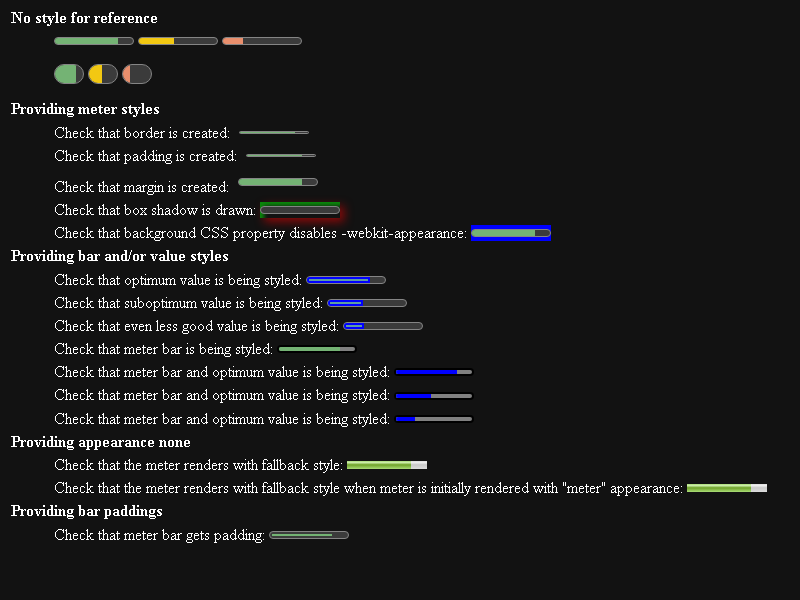 No style for reference
Providing meter styles
Check that border is created:
Check that padding is created:
Check that margin is created:
Check that box shadow is drawn:
Check that background CSS property disables -webkit-appearance:
Providing bar and/or value styles
Check that optimum value is being styled:
Check that suboptimum value is being styled:
Check that even less good value is being styled:
Check that meter bar is being styled:
Check that meter bar and optimum value is being styled:
Check that meter bar and optimum value is being styled:
Check that meter bar and optimum value is being styled:
Providing appearance none
Check that the meter renders with fallback style:
Check that the meter renders with fallback style when meter is initially rendered with "meter" appearance:
Providing bar paddings
Check that meter bar gets padding: